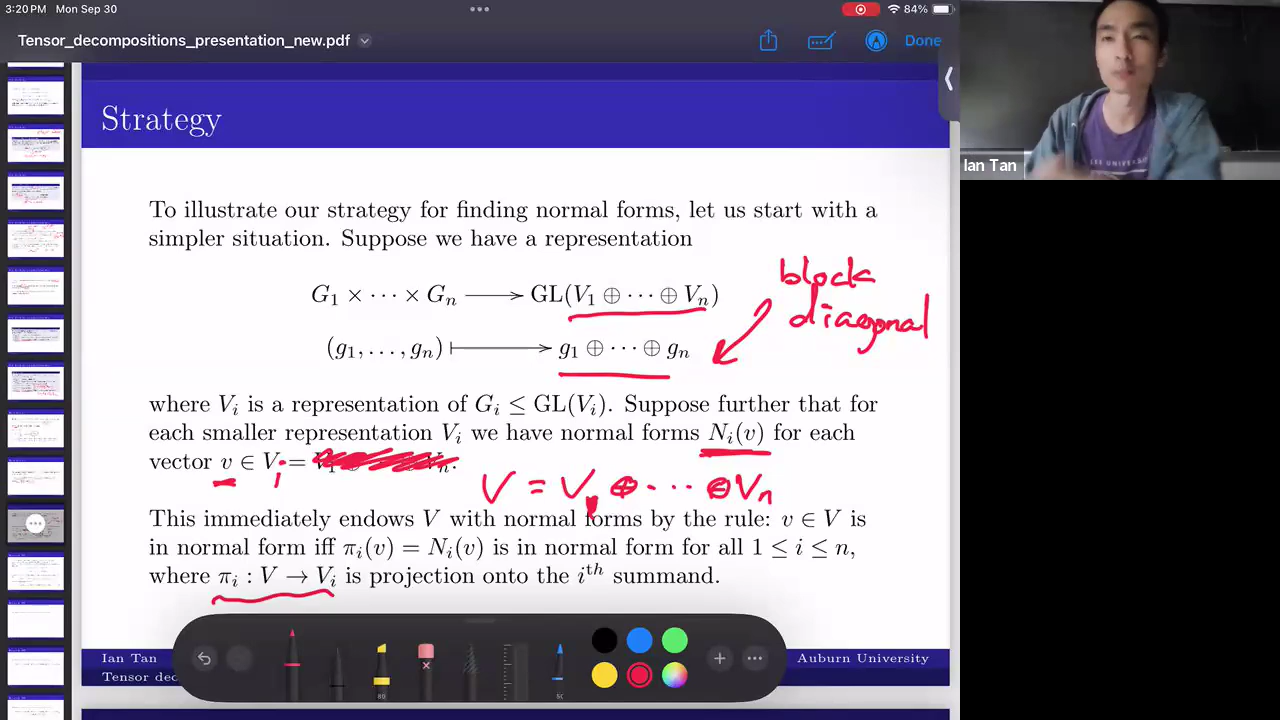 3:20 PM Mon Sep 30
84%
Tensor_decompositions_presentation_new.pdf
Done
Strategy
To illustrate our strategy for finding normal forms, let us start with a
simpler situation. Suppose we have a representation
G₁ × ⋯ × Gₙ ⟶ GL(V₁ ⊕ ⋯ ⊕ Vₙ)
(g₁, …, gₙ) ⟼ g₁ ⊕ ⋯ ⊕ gₙ
block
diagonal
where Vᵢ is a representation of Gᵢ ≤ GL(Vᵢ). Suppose further that for
each smaller representation Vᵢ we have normal forms Nᵢ(v) for each
vector v ∈ Vᵢ =
V = V₁ ⊕ ⋯ ⊕ Vₙ
This immediately endows V with normal forms by the rule: v ∈ V is
in normal form iff πᵢ(v) = is in normal form for all 1 ≤ i ≤ n,
where πᵢ : V → Vᵢ is projection onto the iᵗʰ summand.
Ian Tan
Auburn University
Tensor dec
80
50
Ian Tan